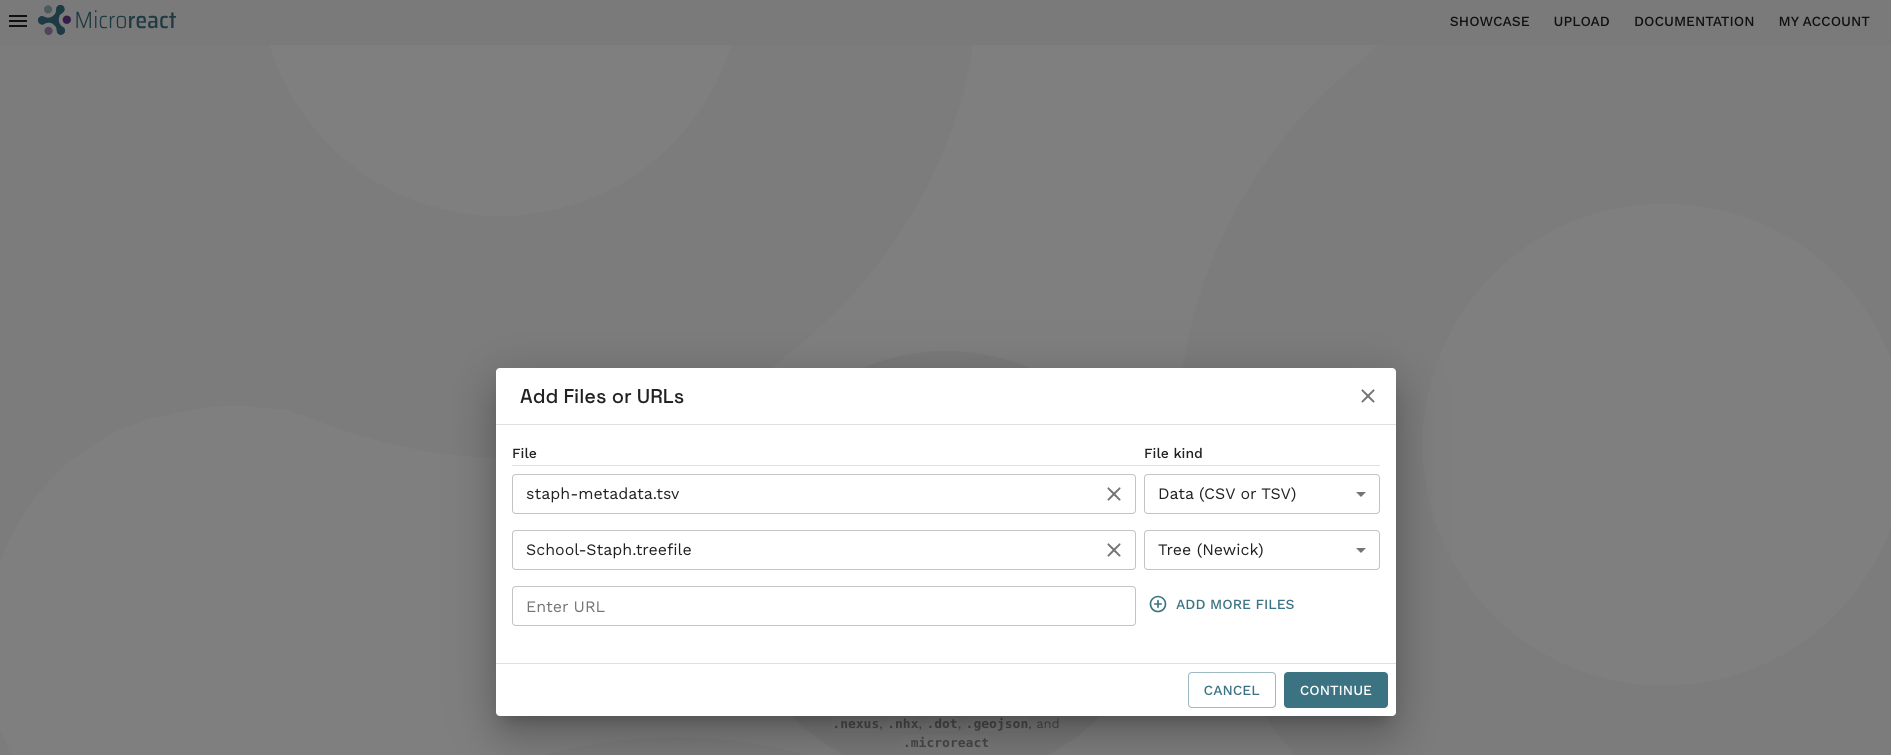 Microreact
SHOWCASE UPLOAD DOCUMENTATION MY ACCOUNT
Add Files or URLs
File File kind
staph-metadata.tsv Data (CSV or TSV)
School-Staph.treefile Tree (Newick)
Enter URL ADD MORE FILES
CANCEL CONTINUE
.nexus, .nhx, .dot, .geojson, and
.microreact